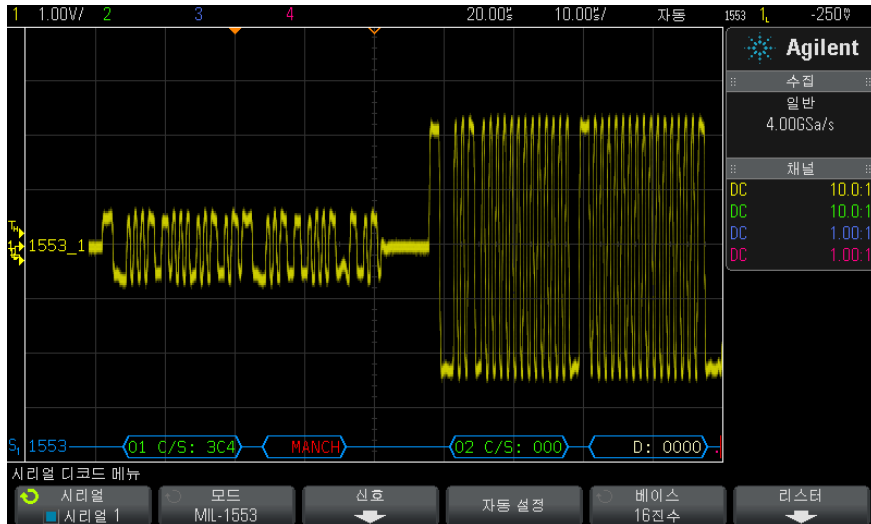 1 1.00V/ 2 3 4 20.00µs 10.00µs/ 자동 1553 1 -250V
Agilent
수집
일반
4.00GSa/s
채널
DC 10.0:1
DC 10.0:1
DC 1.00:1
DC 1.00:1
1553_1
S1 1553 01 C/S: 3C4 MANCH 02 C/S: 000 D: 0000
시리얼 디코드 메뉴
시리얼 모드 신호 자동 설정 베이스 리스터
시리얼 1 MIL-1553 16진수